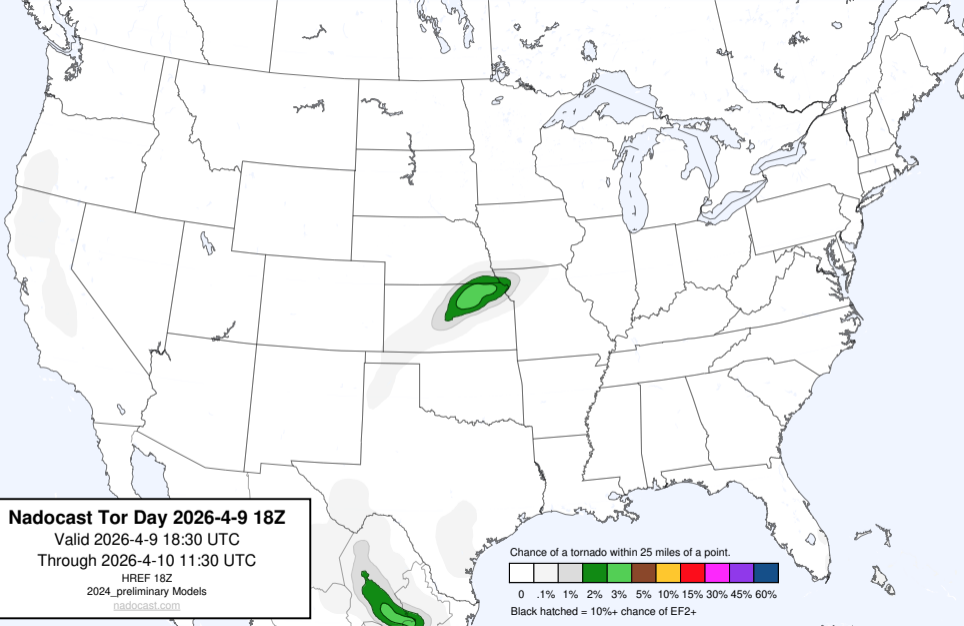 Nadocast Tor Day 2026-4-9 18Z
Valid 2026-4-9 18:30 UTC
Through 2026-4-10 11:30 UTC
HREF 18Z
2024_preliminary Models
nadocast.com
Chance of a tornado within 25 miles of a point.
0 .1% 1% 2% 3% 5% 10% 15% 30% 45% 60%
Black hatched = 10%+ chance of EF2+